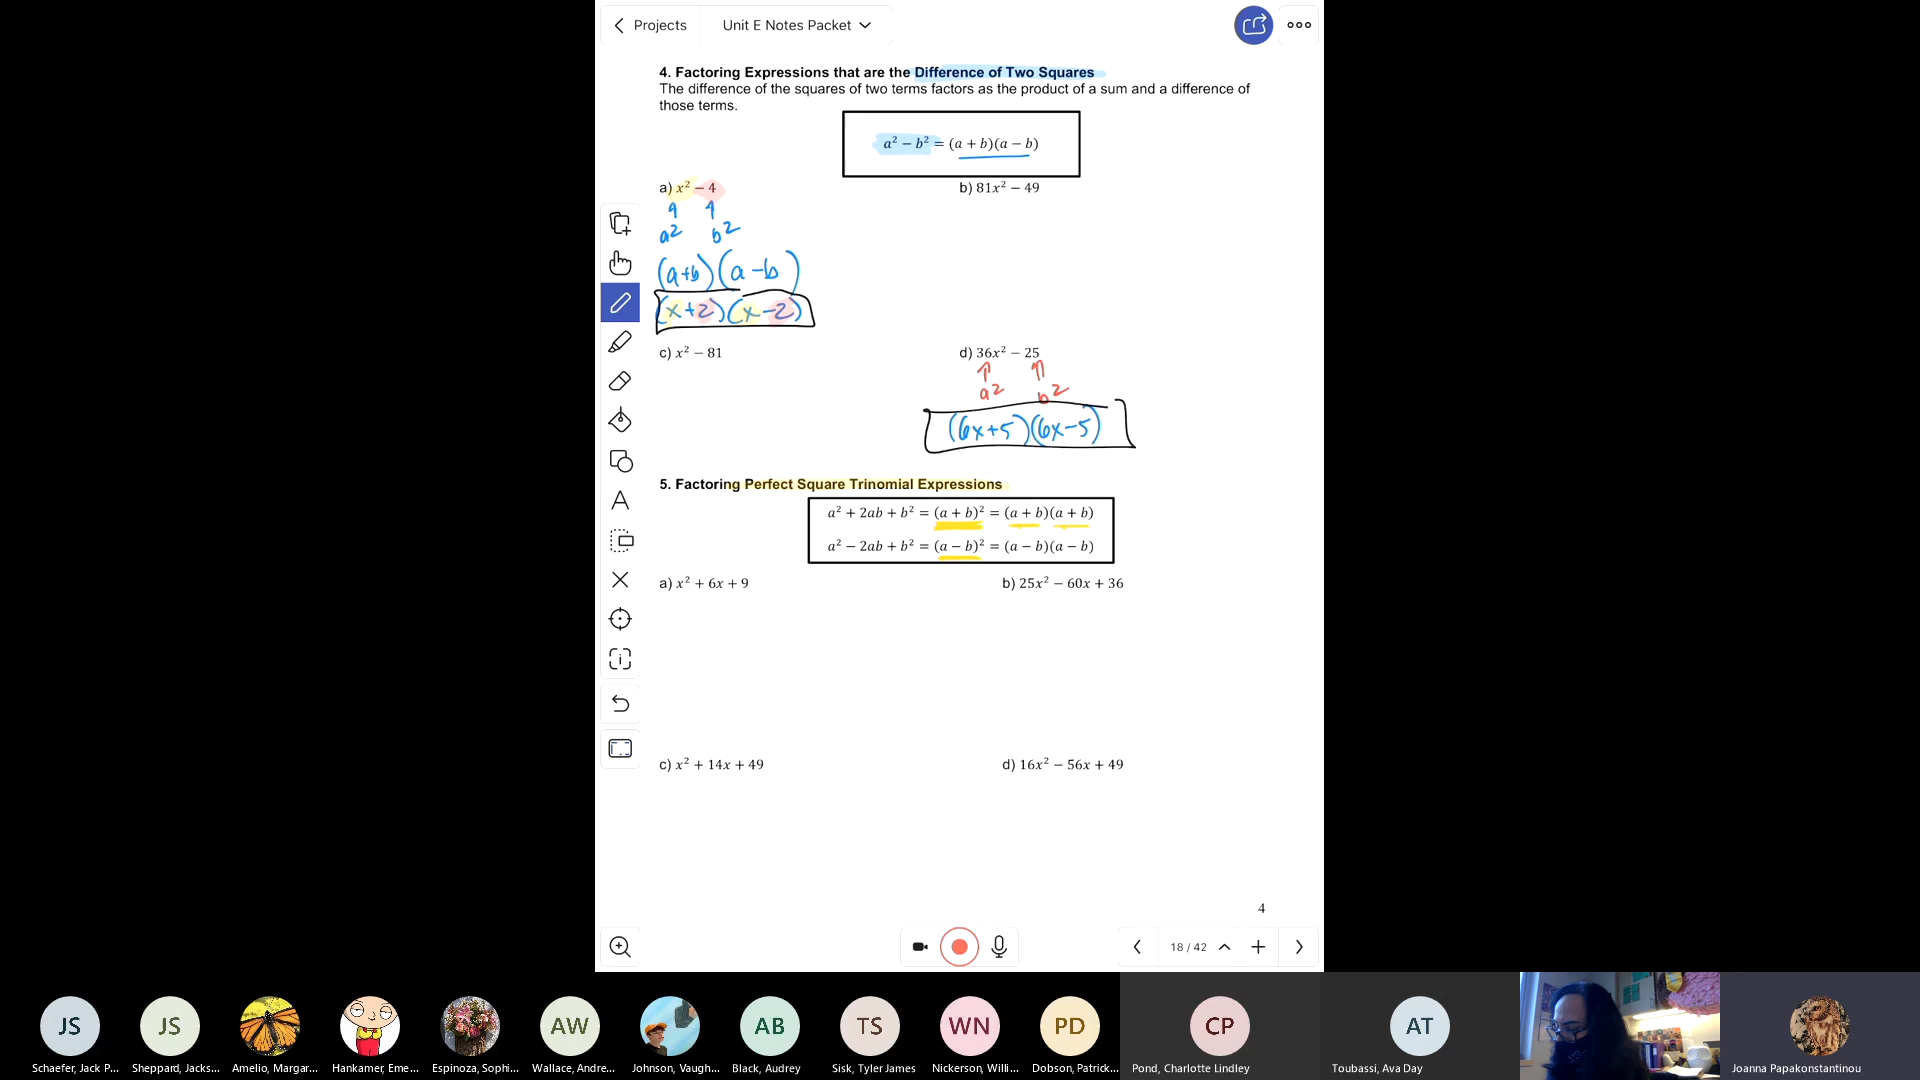 Projects
Unit E Notes Packet
4. Factoring Expressions that are the Difference of Two Squares
The difference of the squares of two terms factors as the product of a sum and a difference of
those terms.
a² − b² = (a + b)(a − b)
a) x² − 4
b) 81x² − 49
a² b²
(a+b)(a−b)
(x+2)(x−2)
c) x² − 81
d) 36x² − 25
a² b²
(6x+5)(6x−5)
5. Factoring Perfect Square Trinomial Expressions
a² + 2ab + b² = (a + b)² = (a + b)(a + b)
a² − 2ab + b² = (a − b)² = (a − b)(a − b)
a) x² + 6x + 9
b) 25x² − 60x + 36
c) x² + 14x + 49
d) 16x² − 56x + 49
4
18 / 42
JS
JS
AW
AB
TS
WN
PD
CP
AT
Schaefer, Jack P...
Sheppard, Jacks...
Amelio, Margar...
Hankamer, Eme...
Espinoza, Sophi...
Wallace, Andre...
Johnson, Vaugh...
Black, Audrey
Sisk, Tyler James
Nickerson, Willi...
Dobson, Patrick...
Pond, Charlotte Lindley
Toubassi, Ava Day
Joanna Papakonstantinou